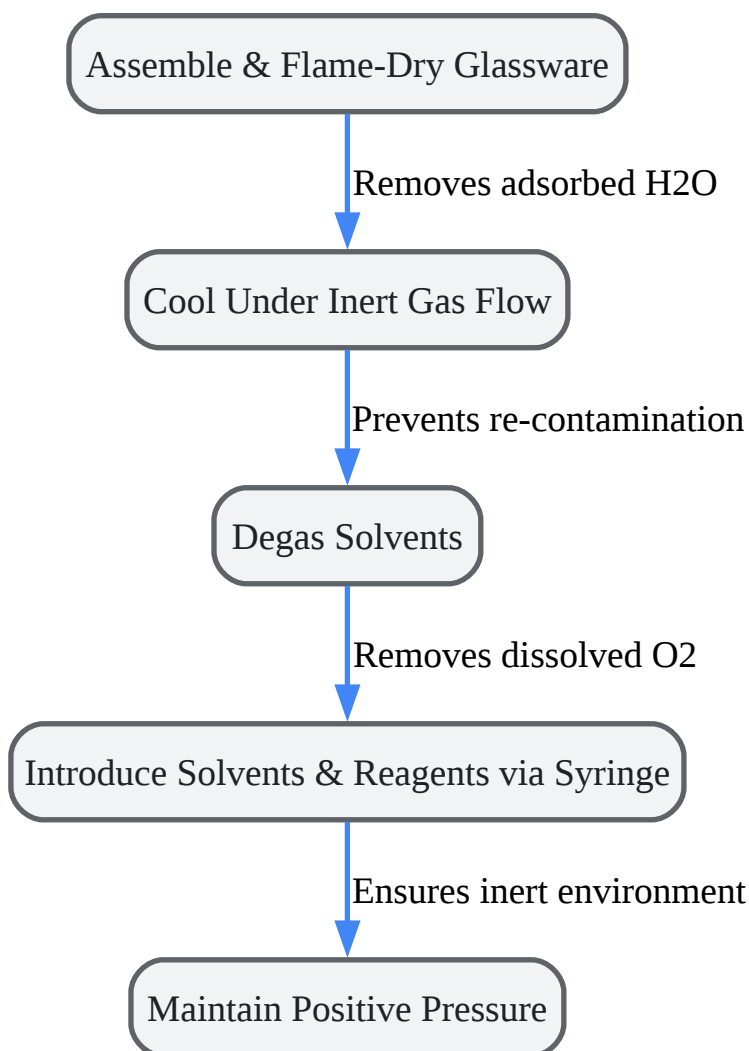 Assemble & Flame-Dry Glassware
Removes adsorbed H2O
Cool Under Inert Gas Flow
Prevents re-contamination
Degas Solvents
Removes dissolved O2
Introduce Solvents & Reagents via Syringe
Ensures inert environment
Maintain Positive Pressure